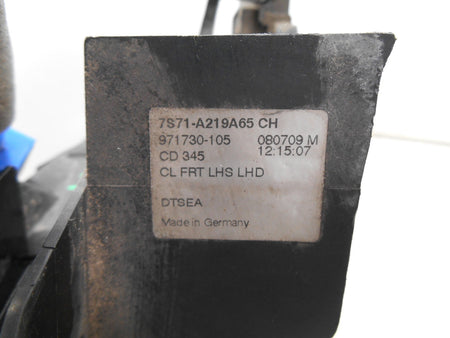 7S71-A219A65 CH
971730-105 080709 M
CD 345 12:15:07
CL FRT LHS LHD
DTSEA
Made in Germany